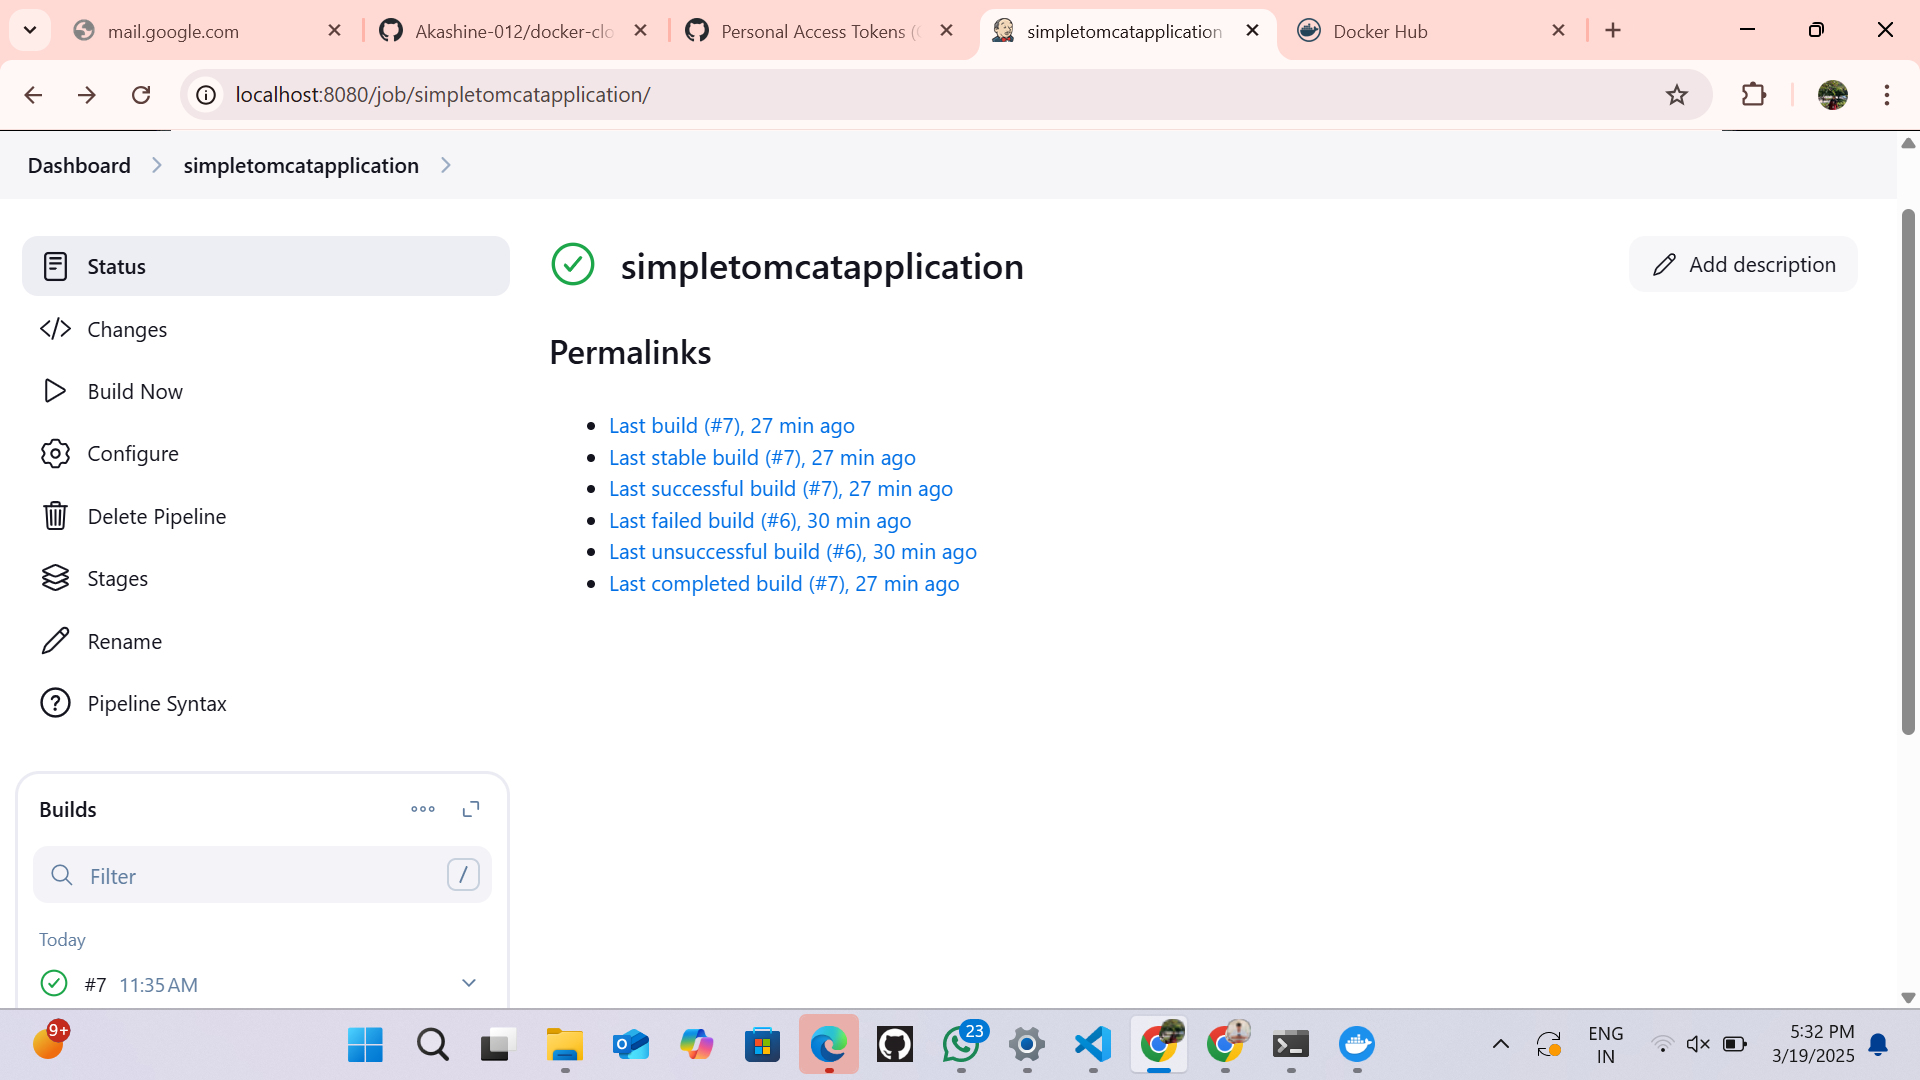 mail.google.com
Akashine-012/docker-clo
Personal Access Tokens (
simpletomcatapplication
Docker Hub
localhost:8080/job/simpletomcatapplication/
Dashboard
simpletomcatapplication
Status
Changes
Build Now
Configure
Delete Pipeline
Stages
Rename
Pipeline Syntax
Builds
Filter
/
Today
#7 11:35 AM
simpletomcatapplication
Add description
Permalinks
Last build (#7), 27 min ago
Last stable build (#7), 27 min ago
Last successful build (#7), 27 min ago
Last failed build (#6), 30 min ago
Last unsuccessful build (#6), 30 min ago
Last completed build (#7), 27 min ago
9+
23
ENG
IN
5:32 PM
3/19/2025